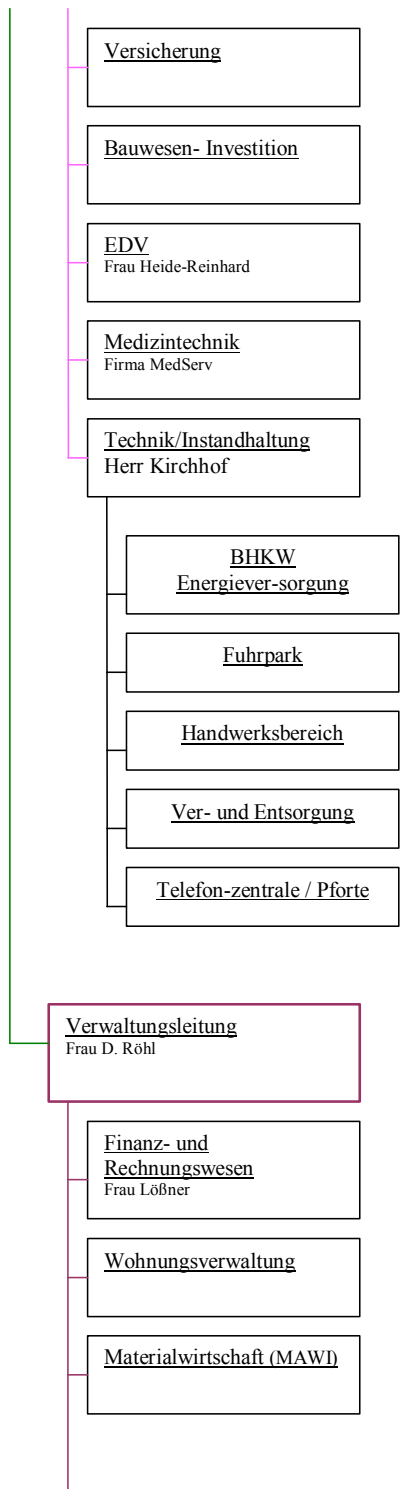 Versicherung
Bauwesen- Investition
EDV
Frau Heide-Reinhard
Medizintechnik
Firma MedServ
Technik/Instandhaltung
Herr Kirchhof
BHKW
Energiever-sorgung
Fuhrpark
Handwerksbereich
Ver- und Entsorgung
Telefon-zentrale / Pforte
Verwaltungsleitung
Frau D. Röhl
Finanz- und
Rechnungswesen
Frau Lößner
Wohnungsverwaltung
Materialwirtschaft (MAWI)